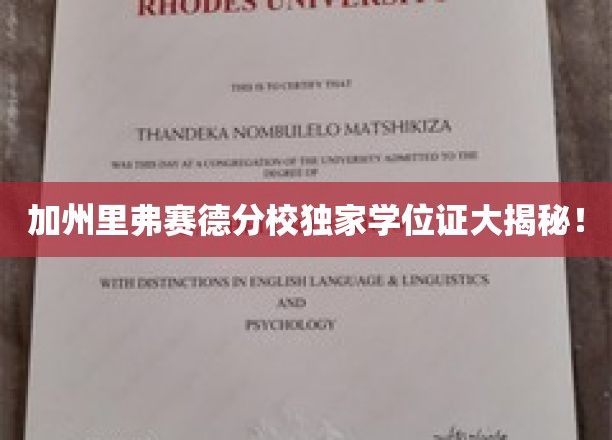 RHODES UNIVERSITY
THIS IS TO CERTIFY THAT
THANDEKA NOMBULELO MATSHIKIZA
WAS THIS DAY AT A CONGREGATION OF THE UNIVERSITY ADMITTED TO THE
DEGREE OF
加州里弗赛德分校独家学位证大揭秘!
WITH DISTINCTIONS IN ENGLISH LANGUAGE & LINGUISTICS
AND
PSYCHOLOGY